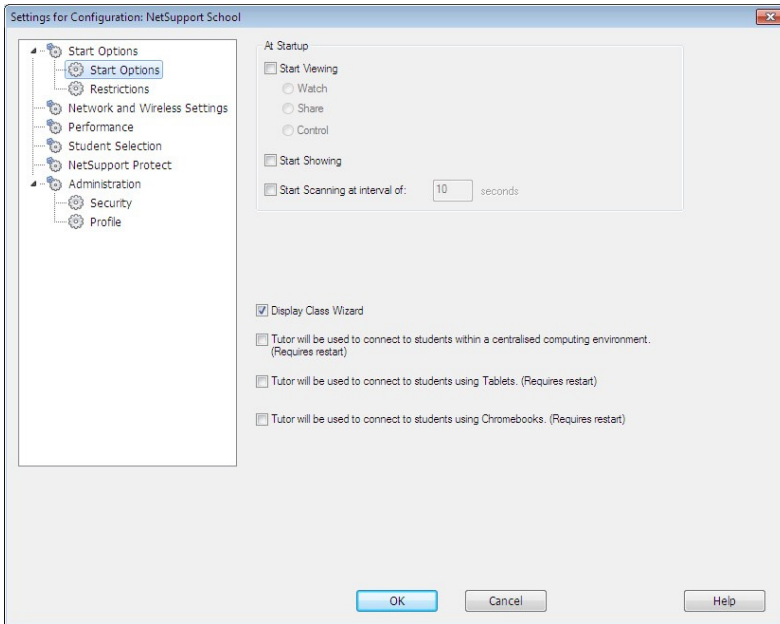 Settings for Configuration: NetSupport School
Start Options
Start Options
Restrictions
Network and Wireless Settings
Performance
Student Selection
NetSupport Protect
Administration
Security
Profile
At Startup
Start Viewing
Watch
Share
Control
Start Showing
Start Scanning at interval of: 10 seconds
Display Class Wizard
Tutor will be used to connect to students within a centralised computing environment.
(Requires restart)
Tutor will be used to connect to students using Tablets. (Requires restart)
Tutor will be used to connect to students using Chromebooks. (Requires restart)
OK Cancel Help